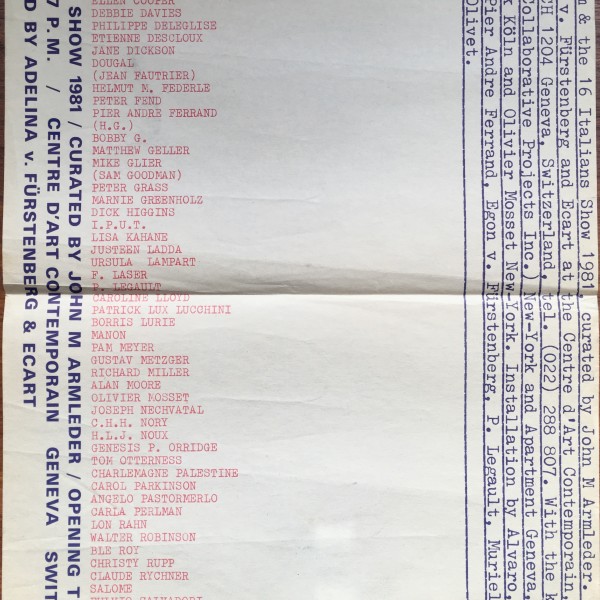 ELLEN COOPER
DEBBIE DAVIES
PHILIPPE DELEGLISE
ETIENNE DESCLOUX
JANE DICKSON
DOUGAL
(JEAN FAUTRIER)
HELMUT M. FEDERLE
PETER FEND
PIER ANDRE FERRAND
(H.G.)
BOBBY G.
MATTHEW GELLER
MIKE GLIER
(SAM GOODMAN)
PETER GRASS
MARNIE GREENHOLZ
DICK HIGGINS
I.P.U.T.
LISA KAHANE
JUSTEEN LADDA
URSULA LAMPART
F. LASER
P. LEGAULT
CAROLINE LLOYD
PATRICK LUX LUCCHINI
BORRIS LURIE
MANON
PAM MEYER
GUSTAV METZGER
RICHARD MILLER
ALAN MOORE
OLIVIER MOSSET
JOSEPH NECHVATAL
C.H.H. NORY
H.L.J. NOUX
GENESIS P. ORRIDGE
TOM OTTERNESS
CHARLEMAGNE PALESTINE
CAROL PARKINSON
ANGELO PASTORMERLO
CARLA PERLMAN
LON RAHN
WALTER ROBINSON
BLE ROY
CHRISTY RUPP
CLAUDE RYCHNER
SALOME
SHOW 1981 / CURATED BY JOHN M ARMLEDER / OPENING T
7 P.M. / CENTRE D'ART CONTEMPORAIN GENEVA SWIT
D BY ADELINA v. FÜRSTENBERG & ECART
n & the 16 Italians Show 1981, curated by John M Armleder.
v. Fürstenberg and Ecart at the Centre d'Art Contemporain,
CH 1204 Geneva, Switzerland, tel. (022) 288 807. With the k
Collaborative Projects Inc., New-York and Apartment Geneva,
k Köln and Olivier Mosset New-York. Installation by Alvaro,
Pier Andre Ferrand, Egon v. Fürstenberg, P. Legault, Muriel
Olivet.